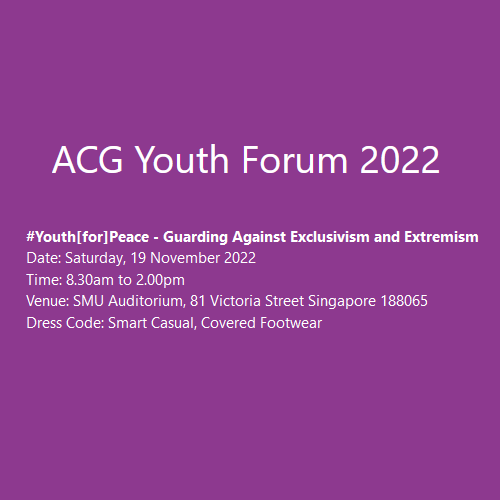 ACG Youth Forum 2022
#Youth[for]Peace - Guarding Against Exclusivism and Extremism
Date: Saturday, 19 November 2022
Time: 8.30am to 2.00pm
Venue: SMU Auditorium, 81 Victoria Street Singapore 188065
Dress Code: Smart Casual, Covered Footwear